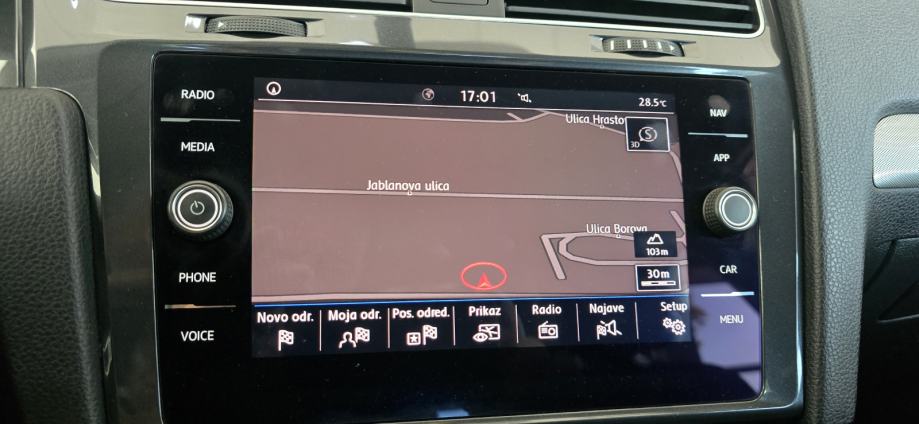 RADIO
MEDIA
PHONE
VOICE
17:01
28.5°C
Ulica Hrasto
S
3D
Jablanova ulica
Ulica Borova
103m
30m
Novo odr.
Moja odr.
Pos. odred.
Prikaz
Radio
Najave
Setup
NAV
APP
CAR
MENU